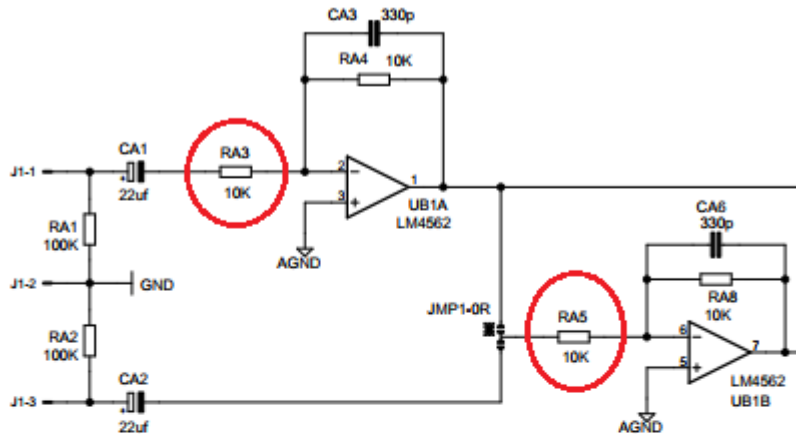 CA3 330p
RA4 10K
CA1
RA3
J1-1
+
22uf
10K
2
-
3
+
1
UB1A
LM4562
RA1
100K
AGND
CA6
330p
J1-2
GND
JMP1-0R
RA5
RA8
10K
RA2
100K
10K
6
-
5
+
7
CA2
LM4562
UB1B
J1-3
+
22uf
AGND